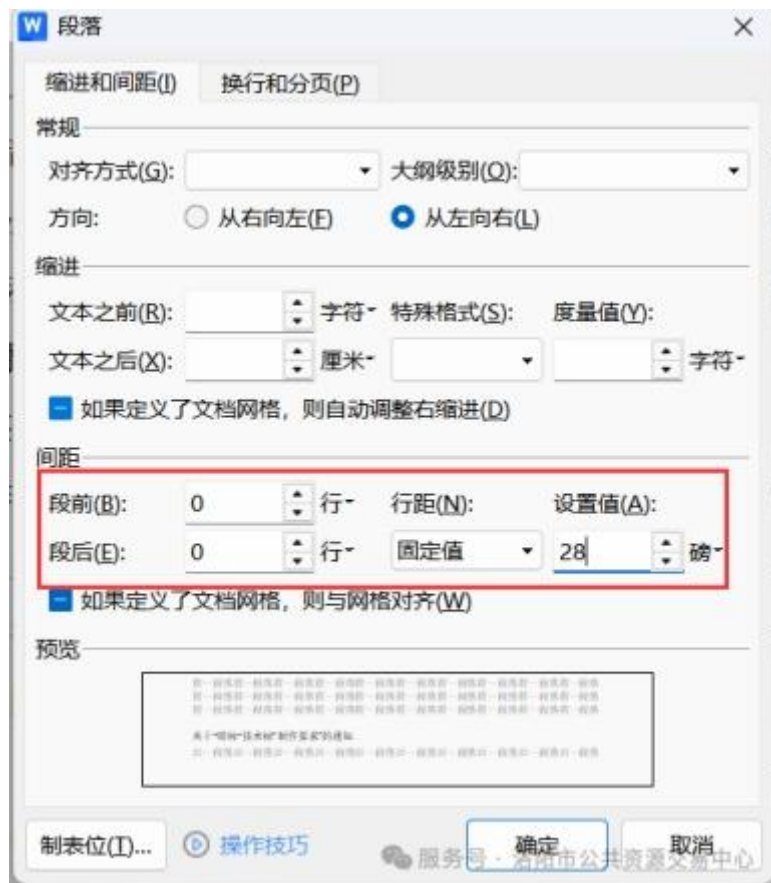 W 段落
缩进和间距(I) 换行和分页(P)
常规
对齐方式(G): 大纲级别(O):
方向: 从右向左(F) 从左向右(L)
缩进
文本之前(R): 字符 特殊格式(S): 度量值(Y):
文本之后(X): 厘米 字符
如果定义了文档网格，则自动调整右缩进(D)
间距
段前(B): 0 行 行距(N): 设置值(A):
段后(E): 0 行 固定值 28 磅
如果定义了文档网格，则与网格对齐(W)
预览
制表位(T)... 操作技巧 确定 取消
服务号 · 洛阳市公共资源交易中心